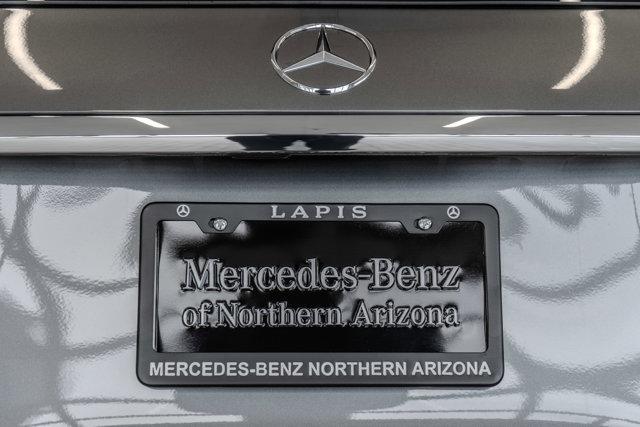 LAPIS
Mercedes-Benz
of Northern Arizona
MERCEDES-BENZ NORTHERN ARIZONA